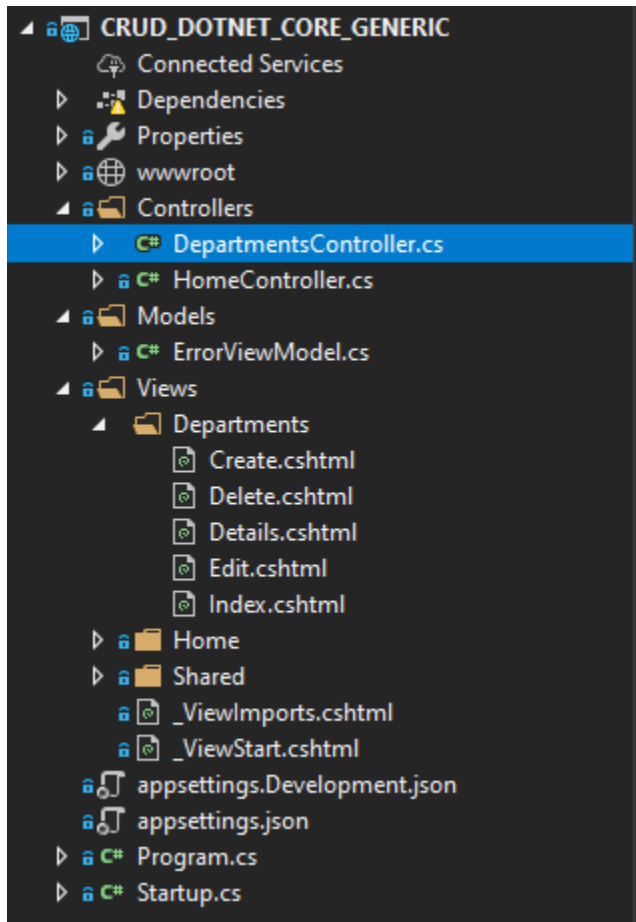 CRUD_DOTNET_CORE_GENERIC
Connected Services
Dependencies
Properties
wwwroot
Controllers
C# DepartmentsController.cs
C# HomeController.cs
Models
C# ErrorViewModel.cs
Views
Departments
Create.cshtml
Delete.cshtml
Details.cshtml
Edit.cshtml
Index.cshtml
Home
Shared
_ViewImports.cshtml
_ViewStart.cshtml
appsettings.Development.json
appsettings.json
C# Program.cs
C# Startup.cs